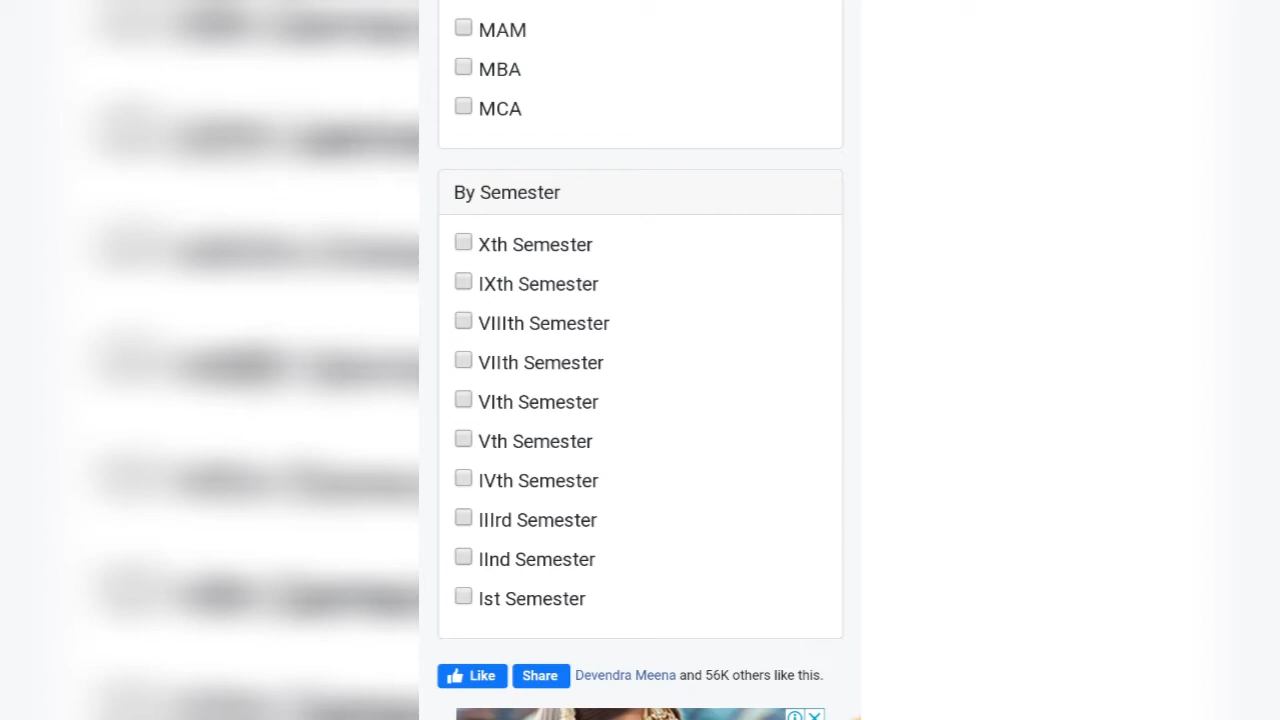 MAM
MBA
MCA
By Semester
Xth Semester
IXth Semester
VIIIth Semester
VIIth Semester
VIth Semester
Vth Semester
IVth Semester
IIIrd Semester
IInd Semester
Ist Semester
Like Share Devendra Meena and 56K others like this.